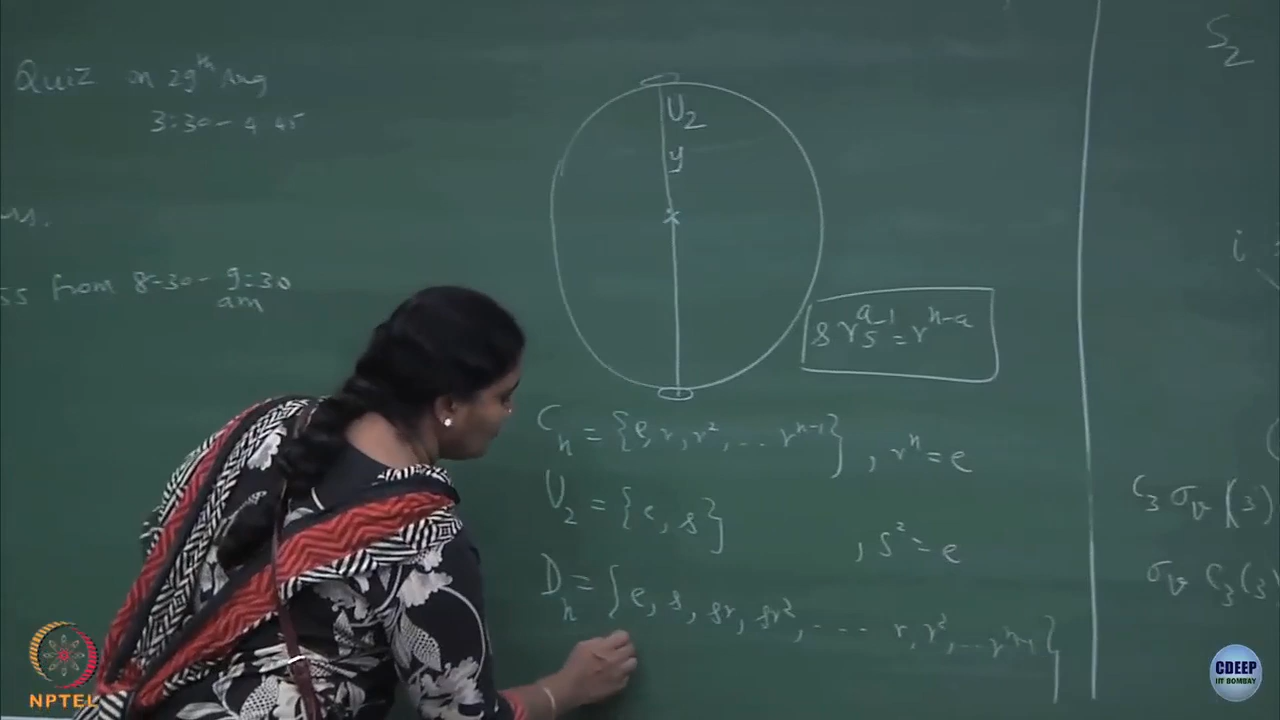 Quiz on 29th Aug
3:30 - 4.45
ss from 8:30 - 9:30
am
U₂
y
x
s r^a s^-1 = r^(n-a)
Cₙ = {e, r, r², ... r^(n-1)} , rⁿ = e
U₂ = {e, s} , s² = e
Dₙ = {e, s, sr, sr², .... r, r², ... r^(n-1)}
S₂
i
C₃ σᵥ (3)
σᵥ C₃ (3)
NPTEL
CDEEP
IIT BOMBAY